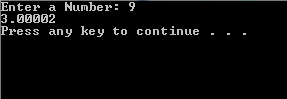 Enter a Number: 9
3.00002
Press any key to continue . . .